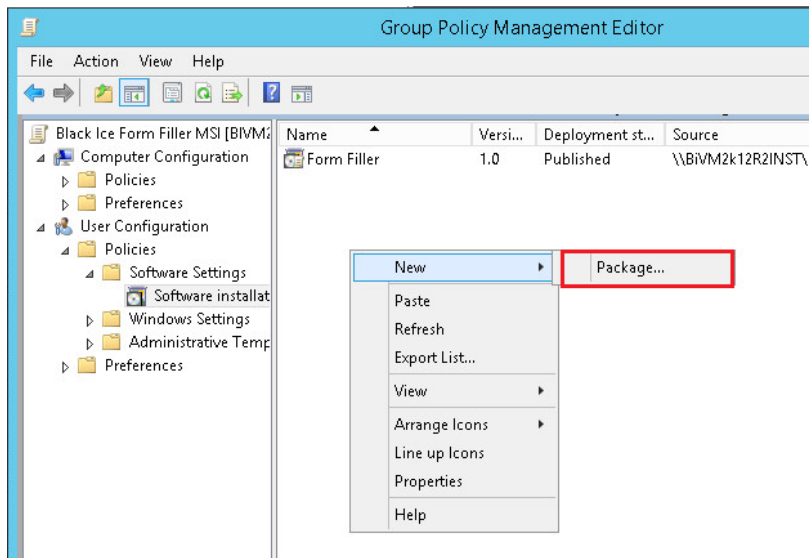 Group Policy Management Editor
File Action View Help
Black Ice Form Filler MSI [BIVM2
Computer Configuration
Policies
Preferences
User Configuration
Policies
Software Settings
Software installat
Windows Settings
Administrative Temp
Preferences
Name Versi... Deployment st... Source
Form Filler 1.0 Published \\BiVM2k12R2INST\
New Package...
Paste
Refresh
Export List...
View
Arrange Icons
Line up Icons
Properties
Help